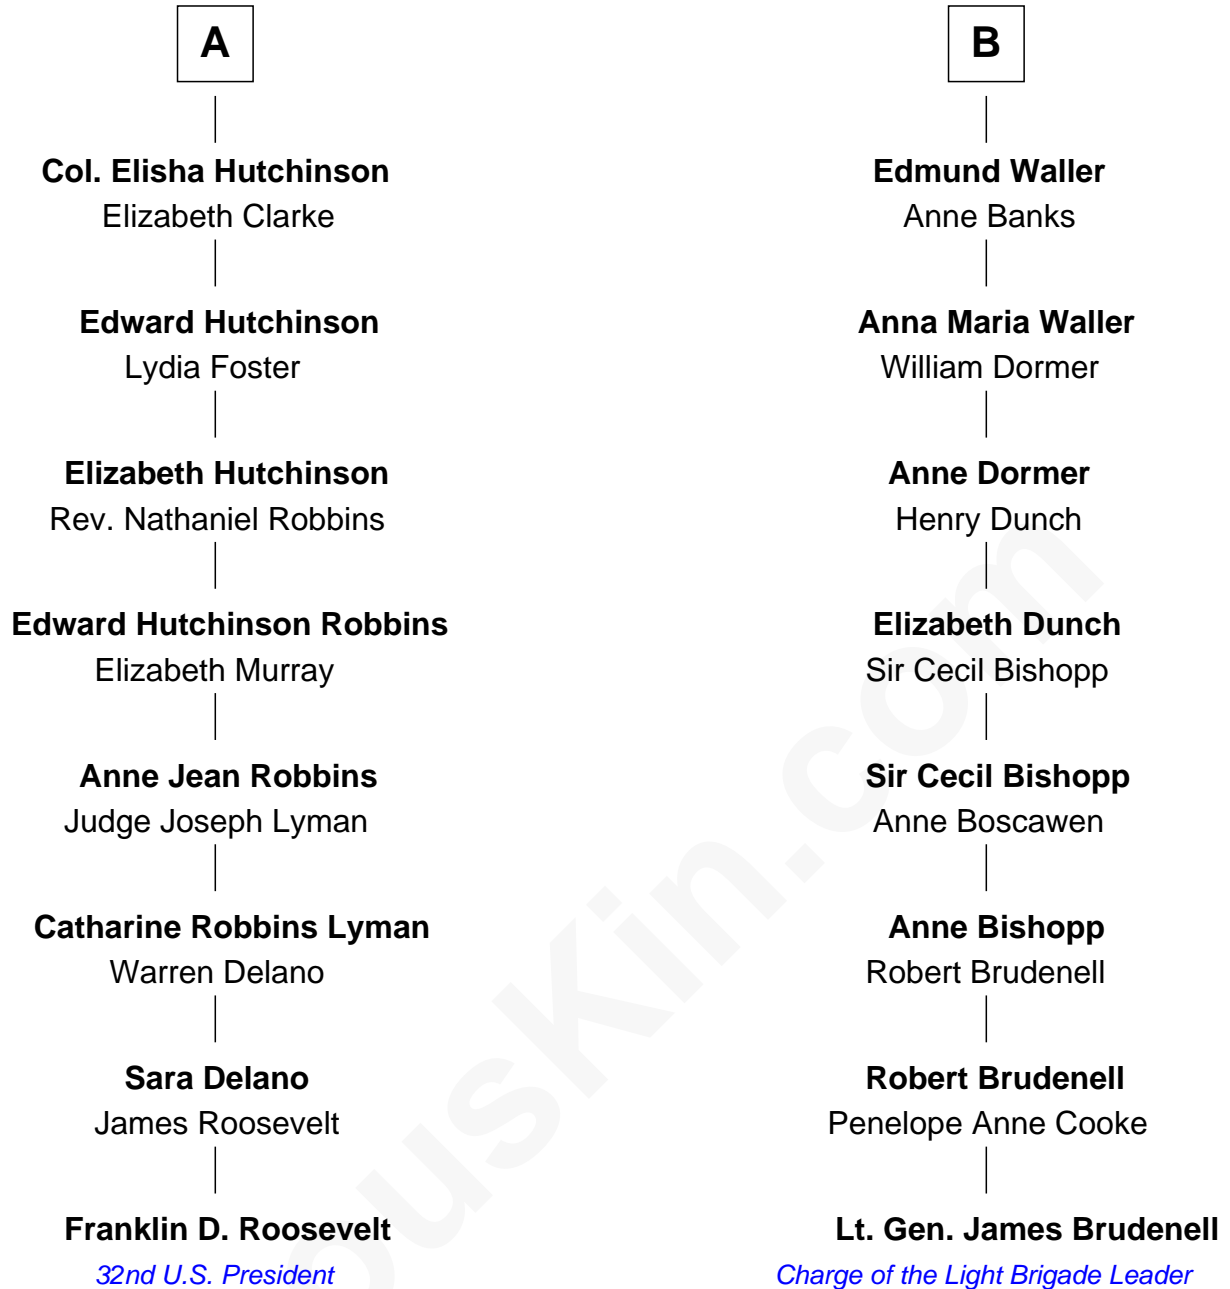 A
Col. Elisha Hutchinson
Elizabeth Clarke
Edward Hutchinson
Lydia Foster
Elizabeth Hutchinson
Rev. Nathaniel Robbins
Edward Hutchinson Robbins
Elizabeth Murray
Anne Jean Robbins
Judge Joseph Lyman
Catharine Robbins Lyman
Warren Delano
Sara Delano
James Roosevelt
Franklin D. Roosevelt
32nd U.S. President
B
Edmund Waller
Anne Banks
Anna Maria Waller
William Dormer
Anne Dormer
Henry Dunch
Elizabeth Dunch
Sir Cecil Bishopp
Sir Cecil Bishopp
Anne Boscawen
Anne Bishopp
Robert Brudenell
Robert Brudenell
Penelope Anne Cooke
Lt. Gen. James Brudenell
Charge of the Light Brigade Leader
ousKin.com